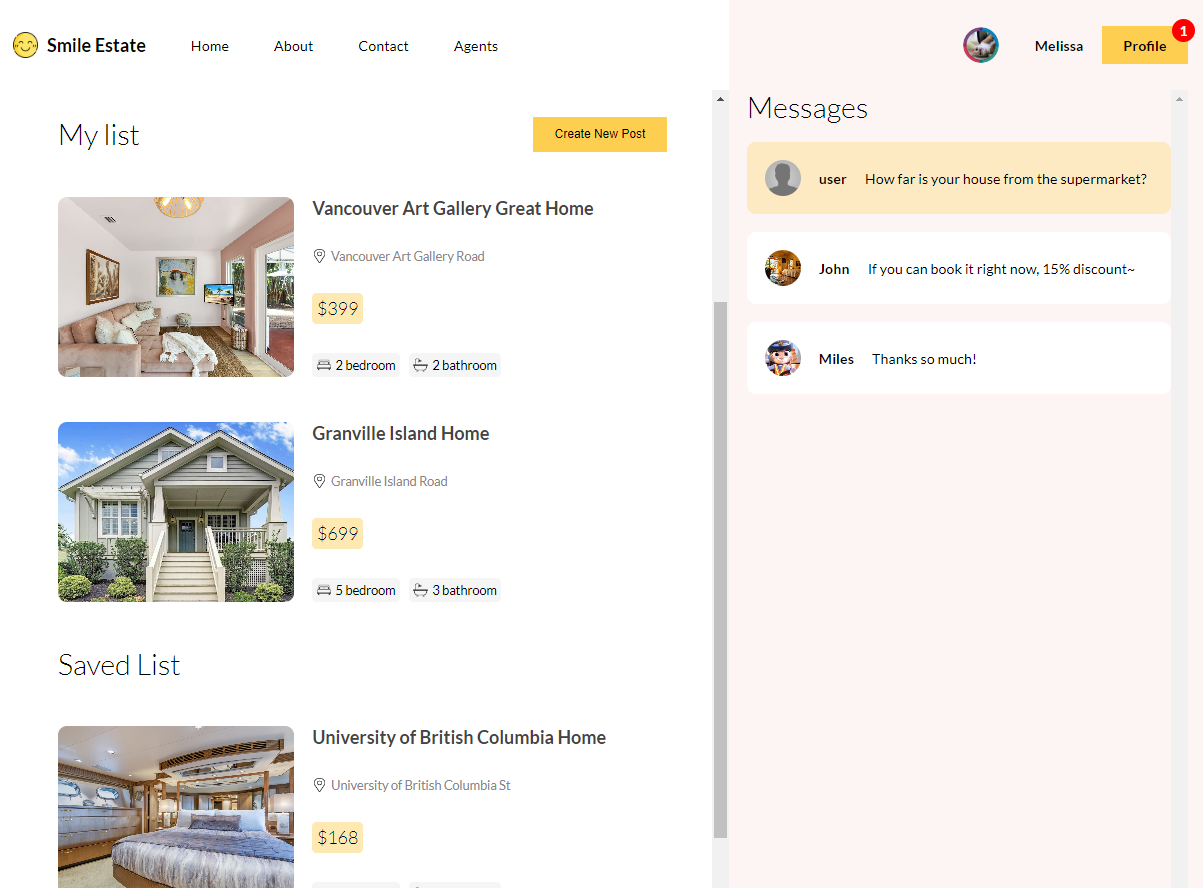 Smile Estate
Home
About
Contact
Agents
Melissa
Profile
1
My list
Create New Post
Vancouver Art Gallery Great Home
Vancouver Art Gallery Road
$399
2 bedroom
2 bathroom
Granville Island Home
Granville Island Road
$699
5 bedroom
3 bathroom
Saved List
University of British Columbia Home
University of British Columbia St
$168
Messages
user How far is your house from the supermarket?
John If you can book it right now, 15% discount~
Miles Thanks so much!